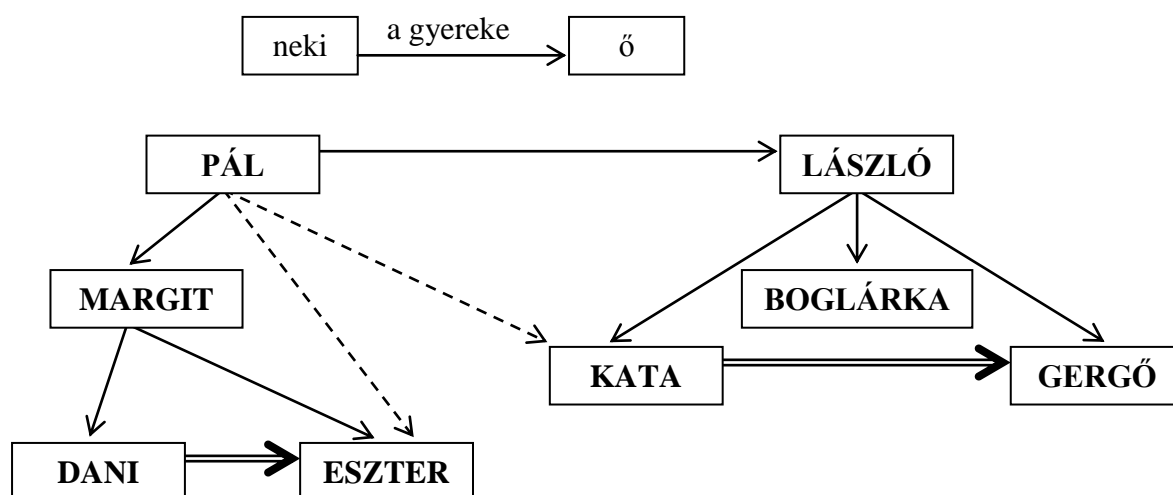 neki a gyereke ő
PÁL LÁSZLÓ
MARGIT BOGLÁRKA
KATA GERGŐ
DANI ESZTER